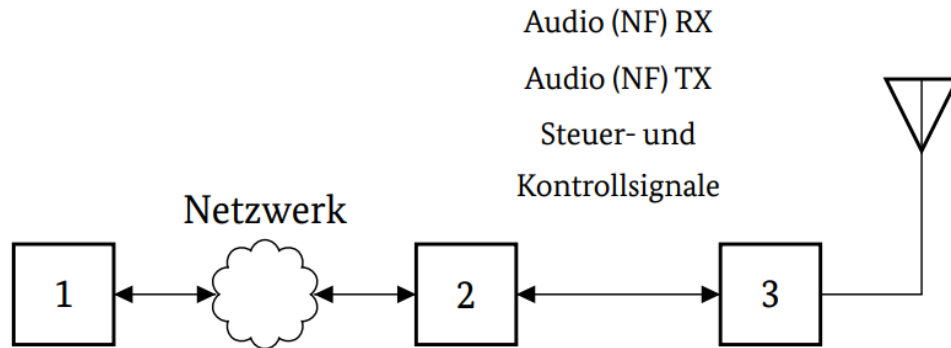 Audio (NF) RX
Audio (NF) TX
Steuer- und
Kontrollsignale
Netzwerk
1
2
3